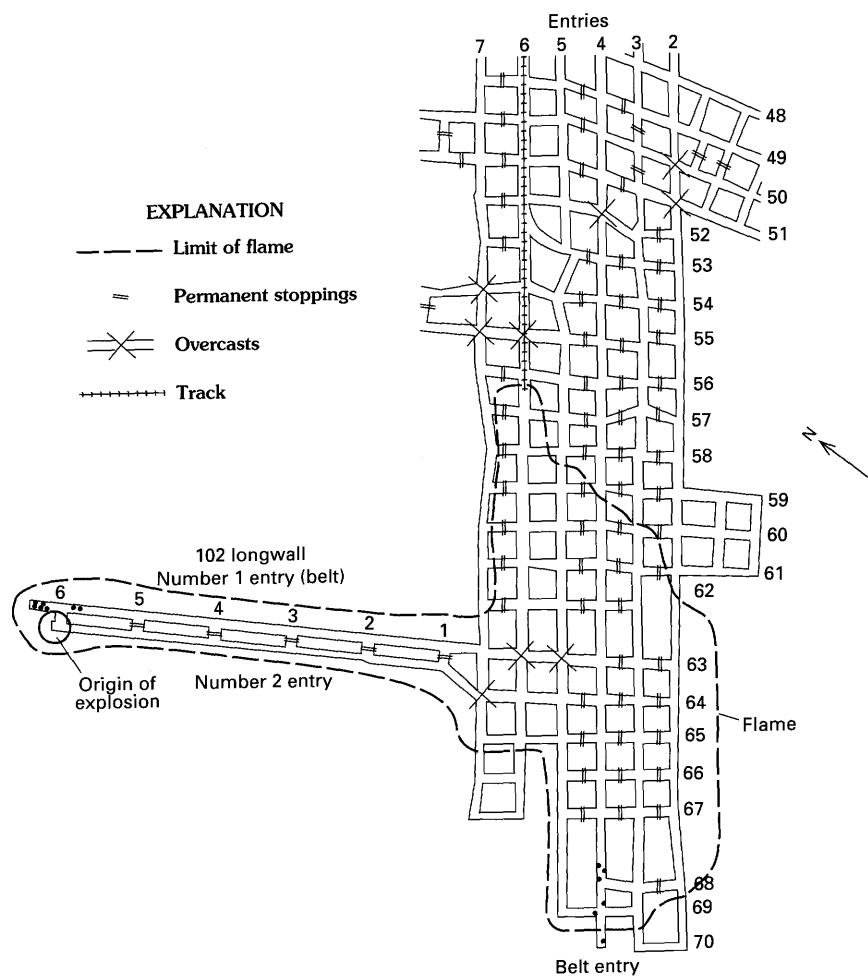 Entries
7 6 5 4 3 2
48
49
50
51
52
53
54
55
56
57
58
59
60
61
62
63
64
65
66
67
68
69
70
EXPLANATION
Limit of flame
Permanent stoppings
Overcasts
Track
N
102 longwall
Number 1 entry (belt)
6 5 4 3 2 1
Origin of
explosion
Number 2 entry
Flame
Belt entry